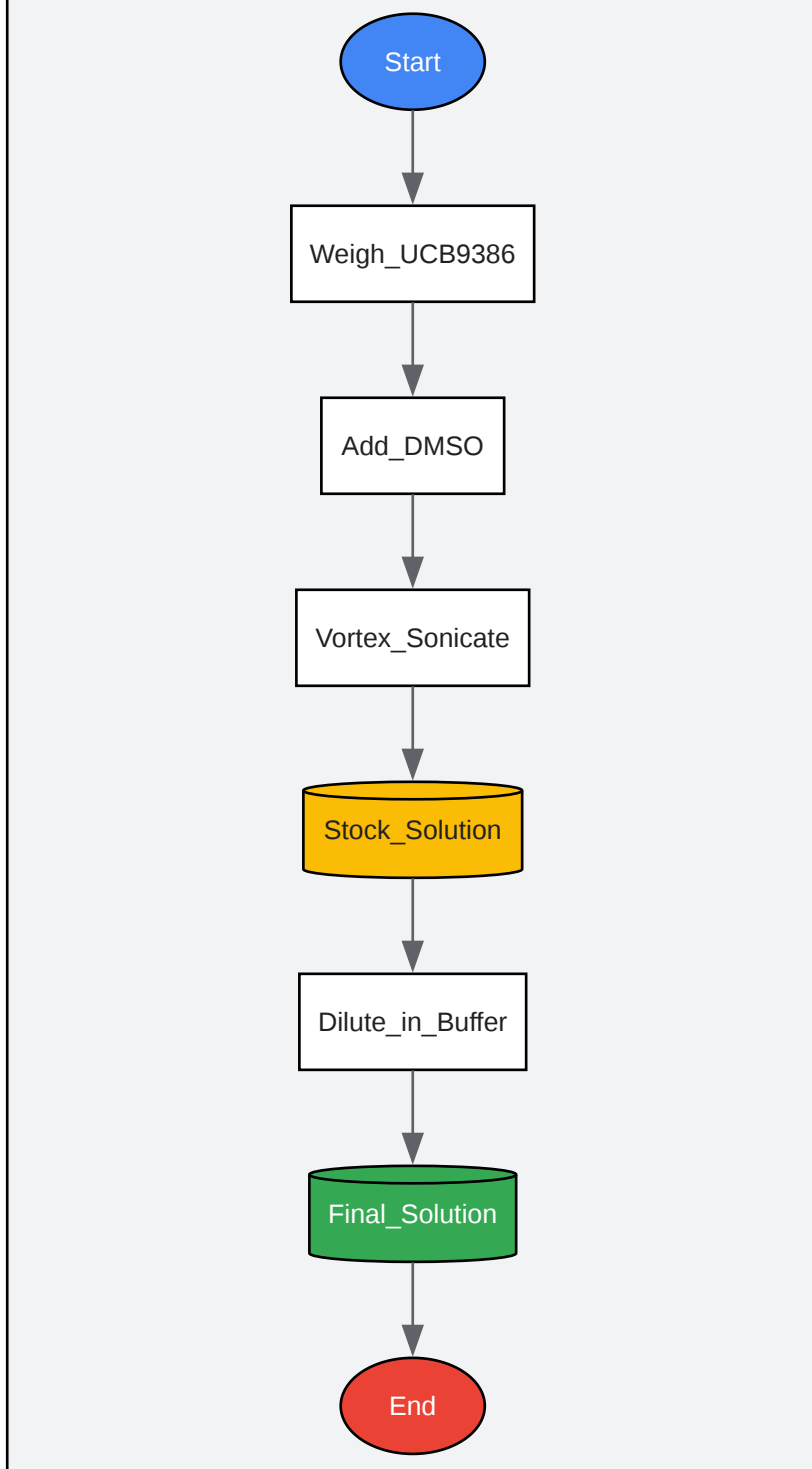 Start
Weigh_UCB9386
Add_DMSO
Vortex_Sonicate
Stock_Solution
Dilute_in_Buffer
Final_Solution
End